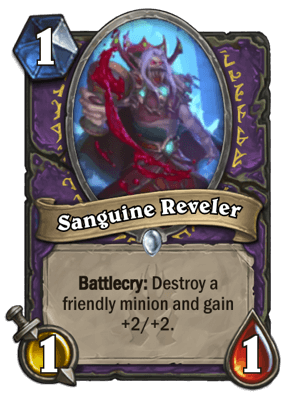 1
Sanguine Reveler
Battlecry: Destroy a
friendly minion and gain
+2/+2.
1 1